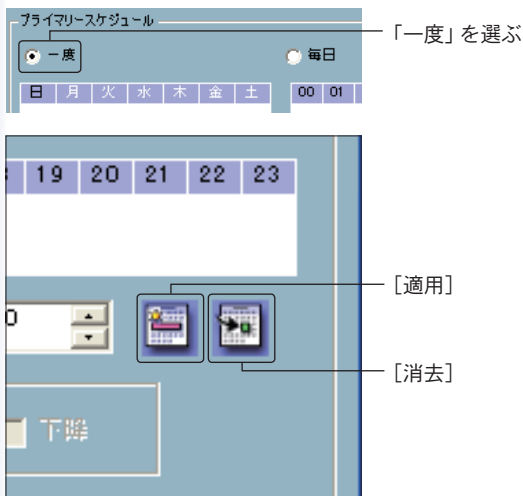 プライマリースケジュール
一度
毎日
「一度」を選ぶ
日 月 火 水 木 金 土 00 01
19 20 21 22 23
[適用]
0
[消去]
下降